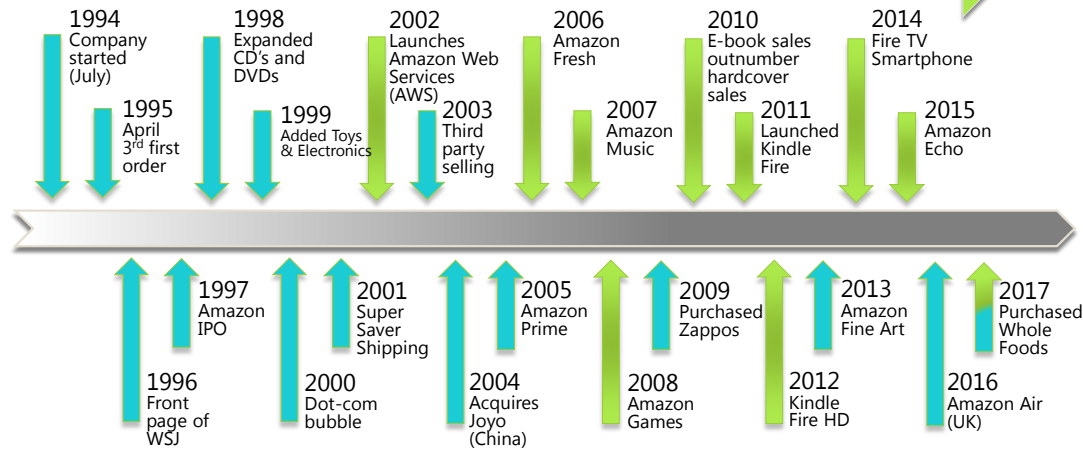 1994
Company
started
(July)
1995
April
3rd first
order
1998
Expanded
CD's and
DVDs
1999
Added Toys
& Electronics
2002
Launches
Amazon Web
Services
(AWS)
2003
Third
party
selling
2006
Amazon
Fresh
2007
Amazon
Music
2010
E-book sales
outnumber
hardcover
sales
2011
Launched
Kindle
Fire
2014
Fire TV
Smartphone
2015
Amazon
Echo
1996
Front
page of
WSJ
1997
Amazon
IPO
2000
Dot-com
bubble
2001
Super
Saver
Shipping
2004
Acquires
Joyo
(China)
2005
Amazon
Prime
2008
Amazon
Games
2009
Purchased
Zappos
2012
Kindle
Fire HD
2013
Amazon
Fine Art
2016
Amazon Air
(UK)
2017
Purchased
Whole
Foods